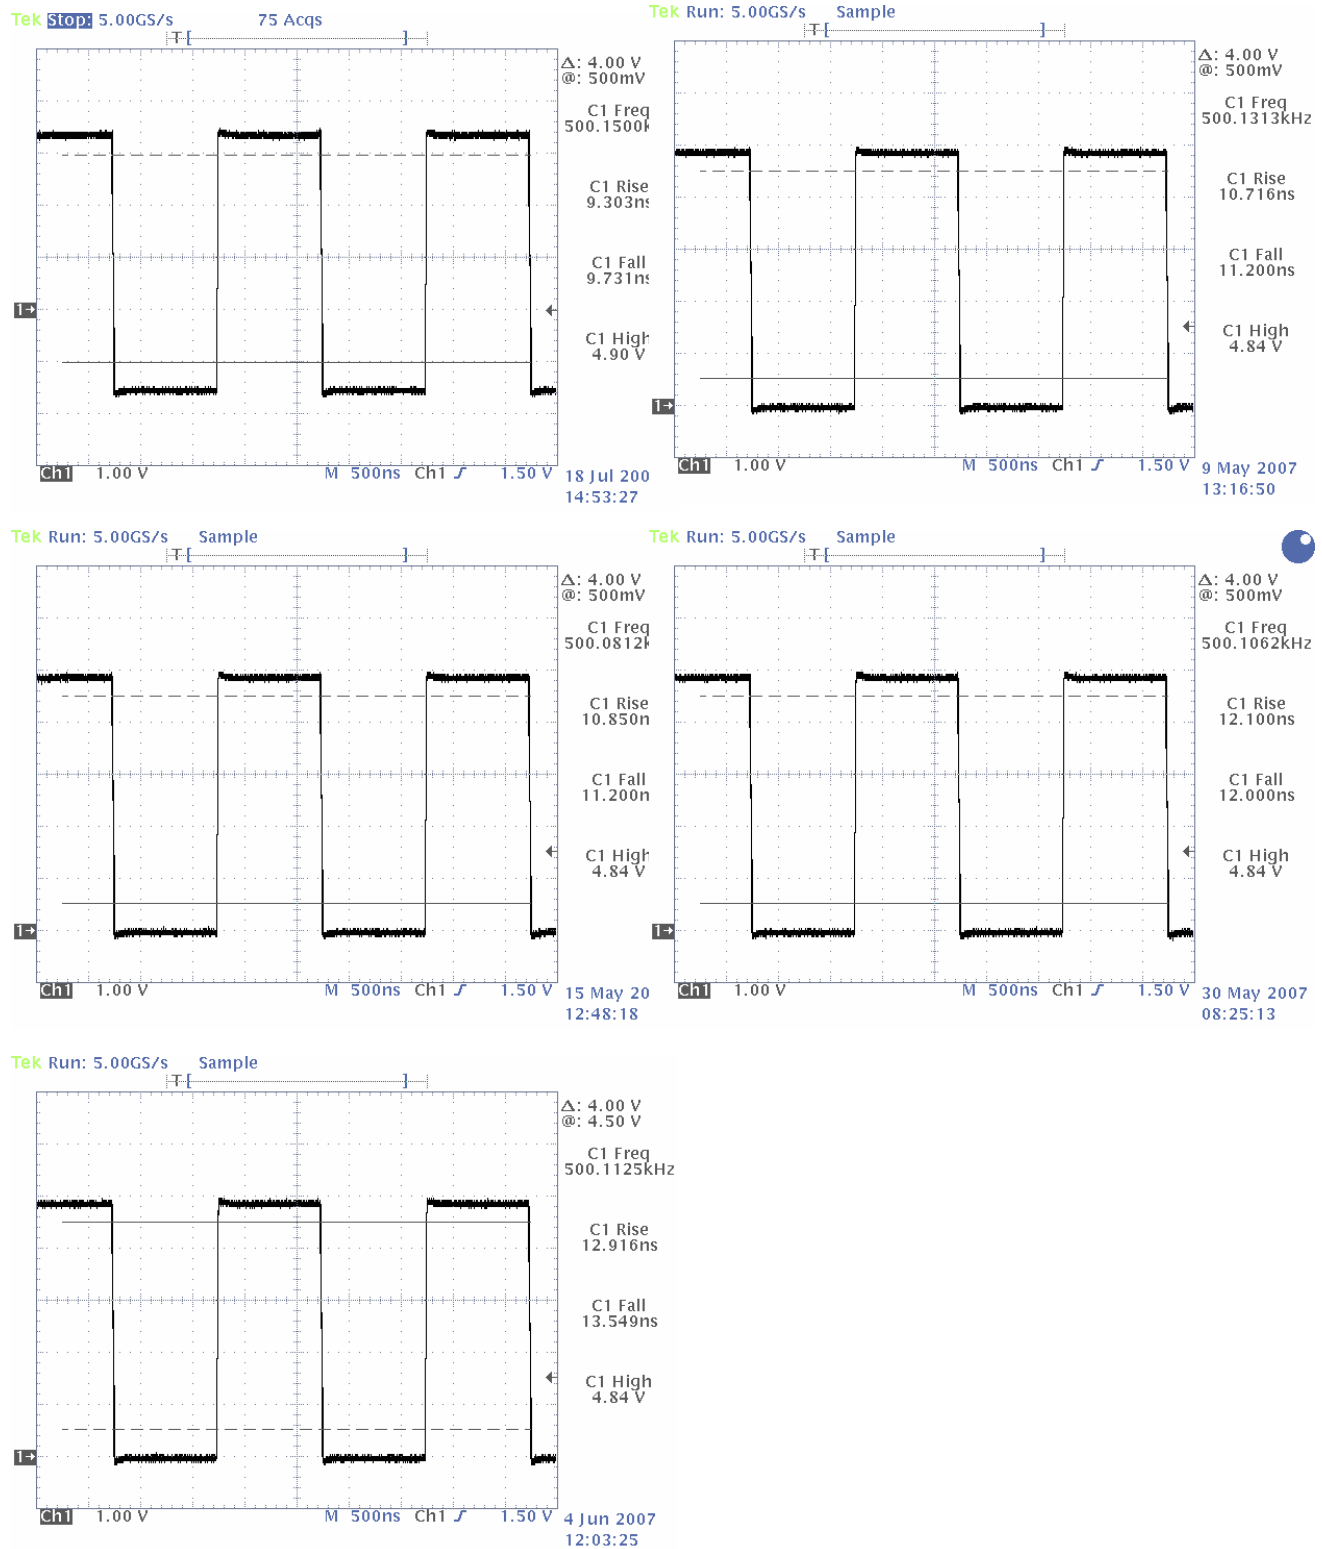 Tek Stop: 5.00GS/s 75 Acqs
T [ ]
Δ: 4.00 V
@: 500mV
C1 Freq
500.1500k
C1 Rise
9.303ns
C1 Fall
9.731ns
C1 High
4.90 V
1→
Ch1 1.00 V M 500ns Ch1 1.50 V
18 Jul 200
14:53:27
Tek Run: 5.00GS/s Sample
T [ ]
Δ: 4.00 V
@: 500mV
C1 Freq
500.1313kHz
C1 Rise
10.716ns
C1 Fall
11.200ns
C1 High
4.84 V
1→
Ch1 1.00 V M 500ns Ch1 1.50 V
9 May 2007
13:16:50
Tek Run: 5.00GS/s Sample
T [ ]
Δ: 4.00 V
@: 500mV
C1 Freq
500.0812k
C1 Rise
10.850n
C1 Fall
11.200n
C1 High
4.84 V
1→
Ch1 1.00 V M 500ns Ch1 1.50 V
15 May 20
12:48:18
Tek Run: 5.00GS/s Sample
T [ ]
Δ: 4.00 V
@: 500mV
C1 Freq
500.1062kHz
C1 Rise
12.100ns
C1 Fall
12.000ns
C1 High
4.84 V
1→
Ch1 1.00 V M 500ns Ch1 1.50 V
30 May 2007
08:25:13
Tek Run: 5.00GS/s Sample
T [ ]
Δ: 4.00 V
@: 4.50 V
C1 Freq
500.1125kHz
C1 Rise
12.916ns
C1 Fall
13.549ns
C1 High
4.84 V
1→
Ch1 1.00 V M 500ns Ch1 1.50 V
4 Jun 2007
12:03:25